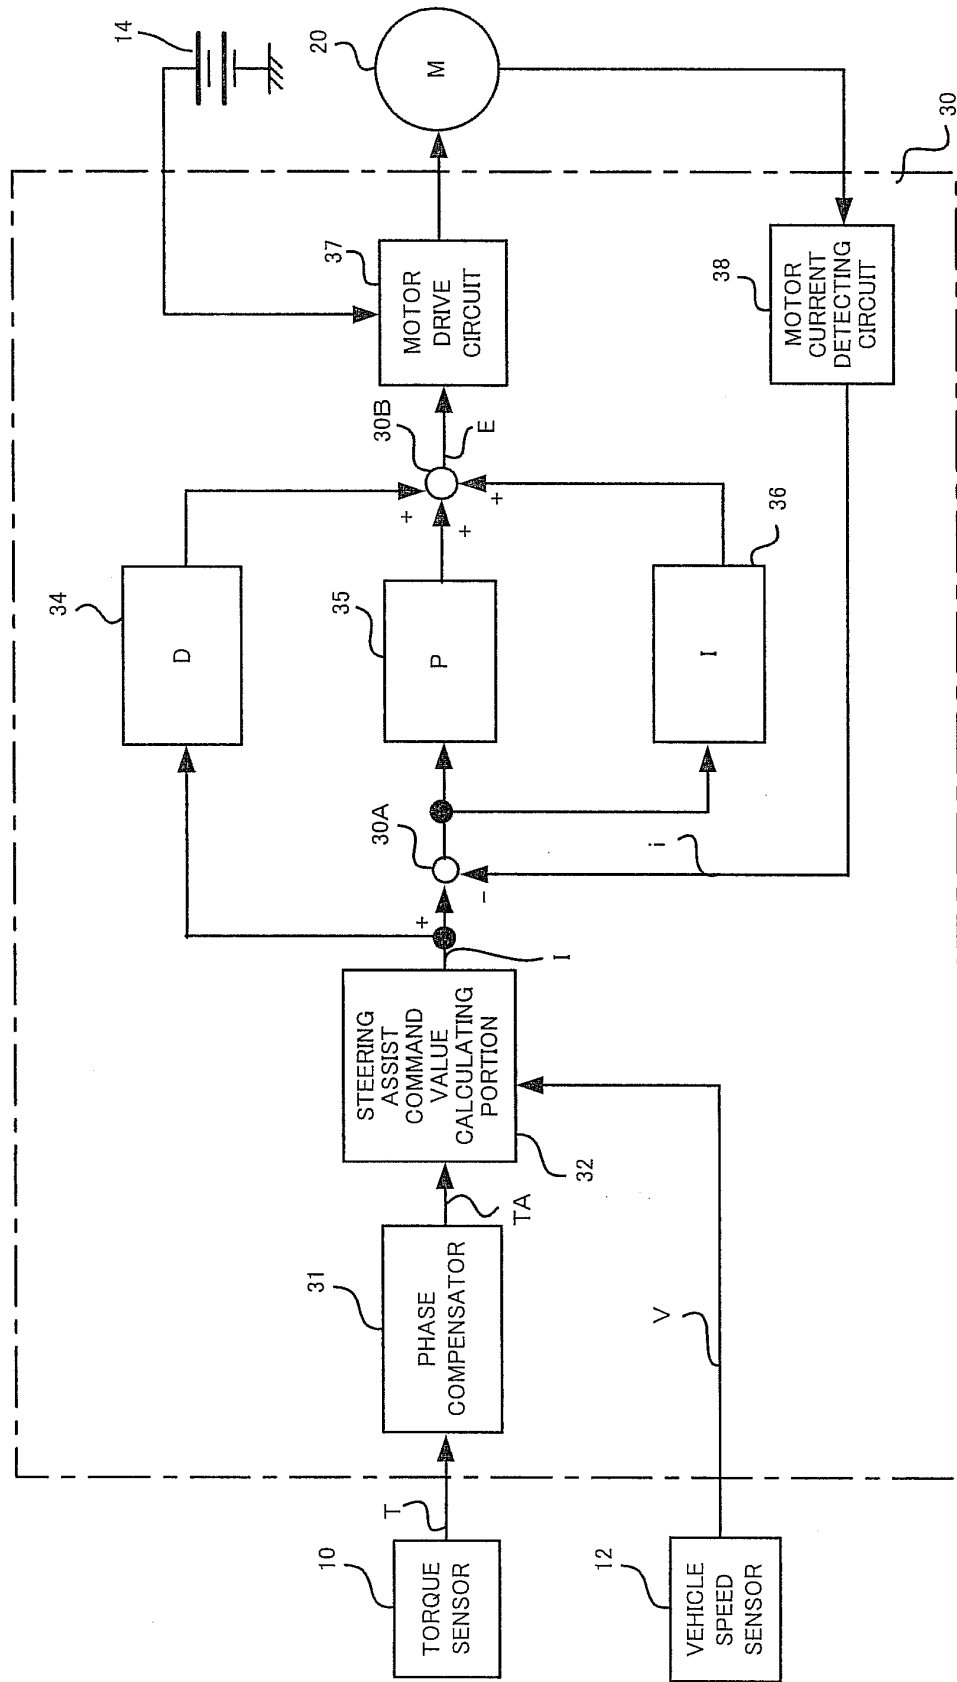 14
20
M
30
37
MOTOR
DRIVE
CIRCUIT
38
MOTOR
CURRENT
DETECTING
CIRCUIT
30B
E
+
+
+
34
D
35
P
36
I
30A
+
-
i
I
STEERING
ASSIST
COMMAND
VALUE
CALCULATING
PORTION
32
TA
31
PHASE
COMPENSATOR
V
T
10
TORQUE
SENSOR
12
VEHICLE
SPEED
SENSOR